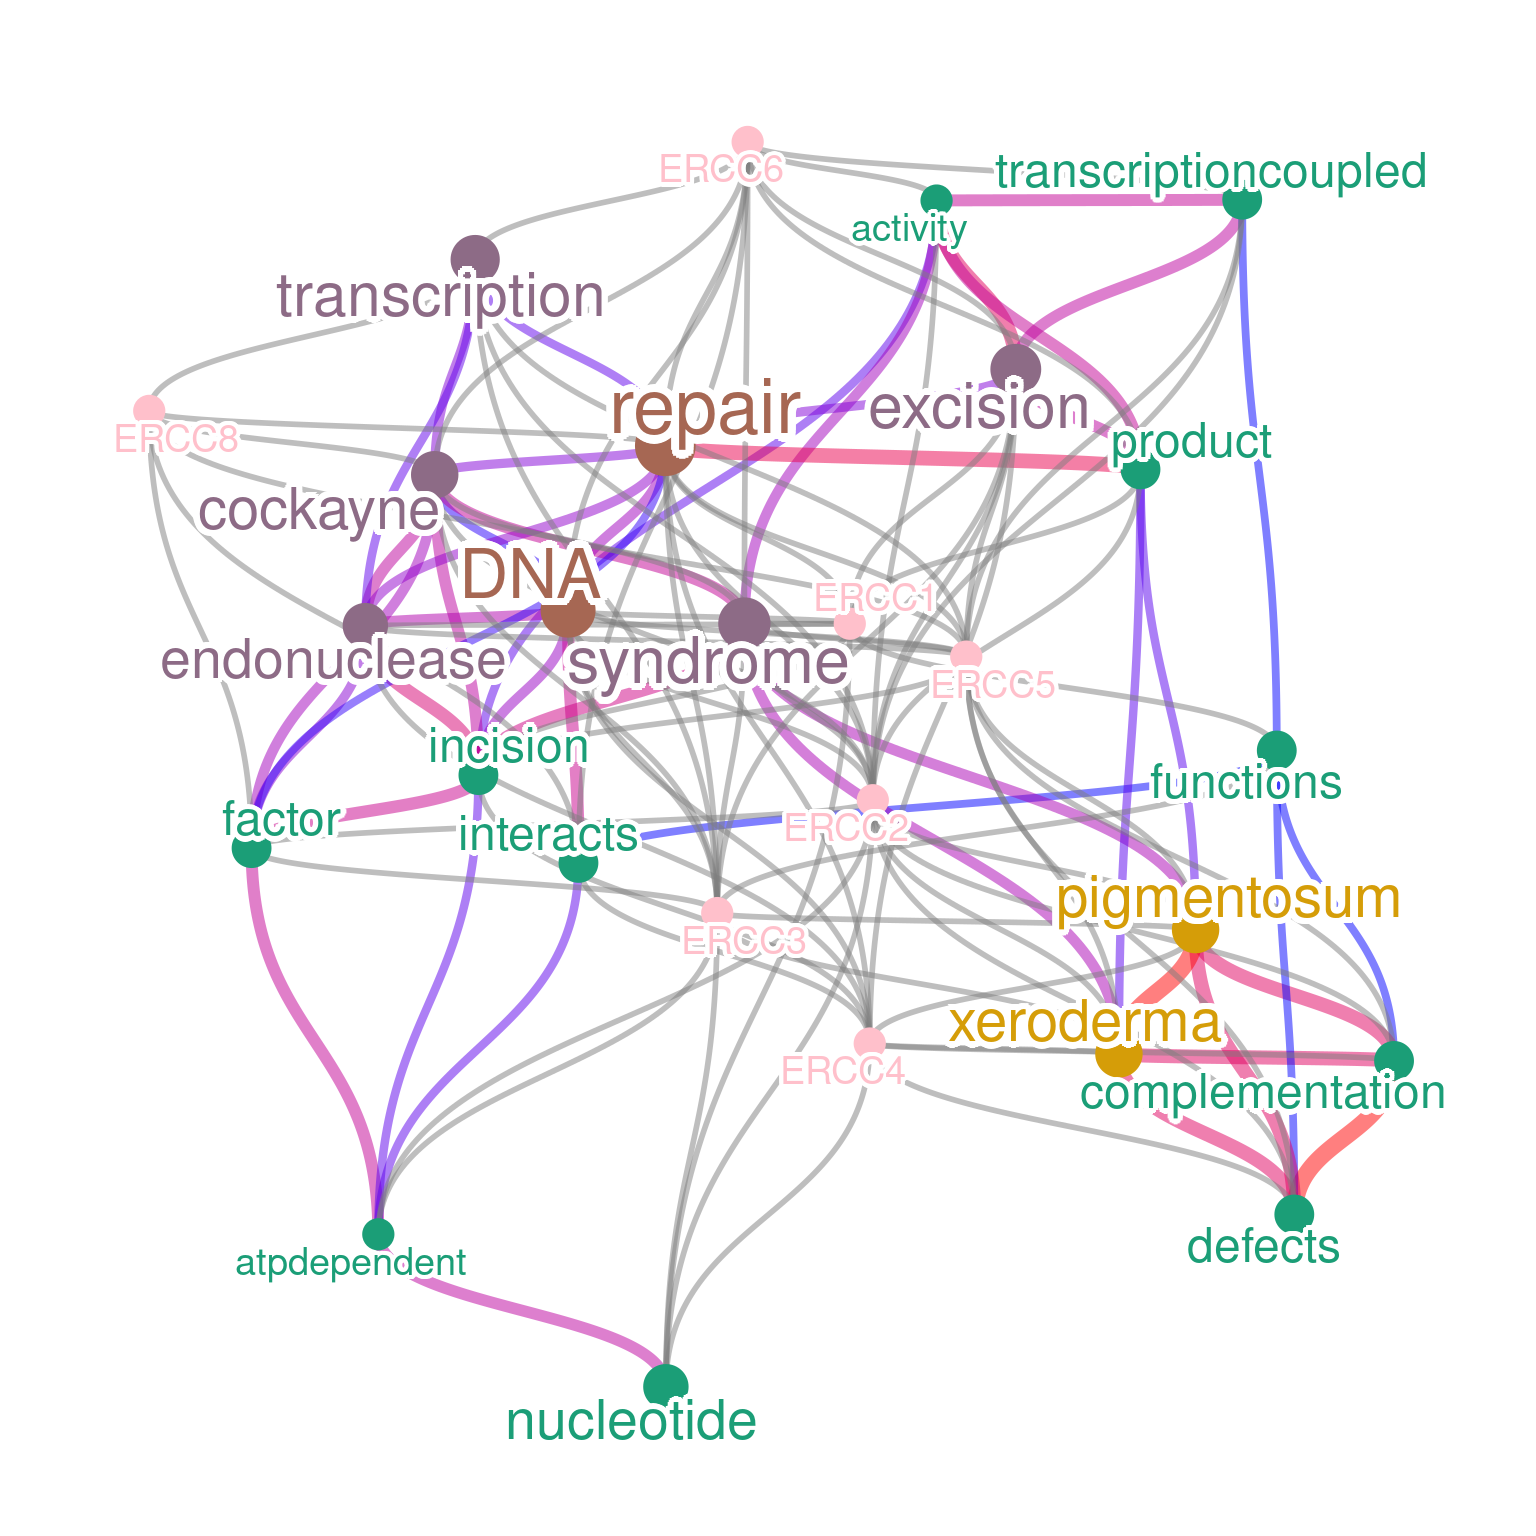 ERCC6
transcriptioncoupled
activity
transcription
repair
excision
ERCC8
product
cockayne
DNA
ERCC1
endonuclease
syndrome
ERCC5
incision
functions
factor
interacts
ERCC2
pigmentosum
ERCC3
xeroderma
ERCC4
complementation
defects
atpdependent
nucleotide